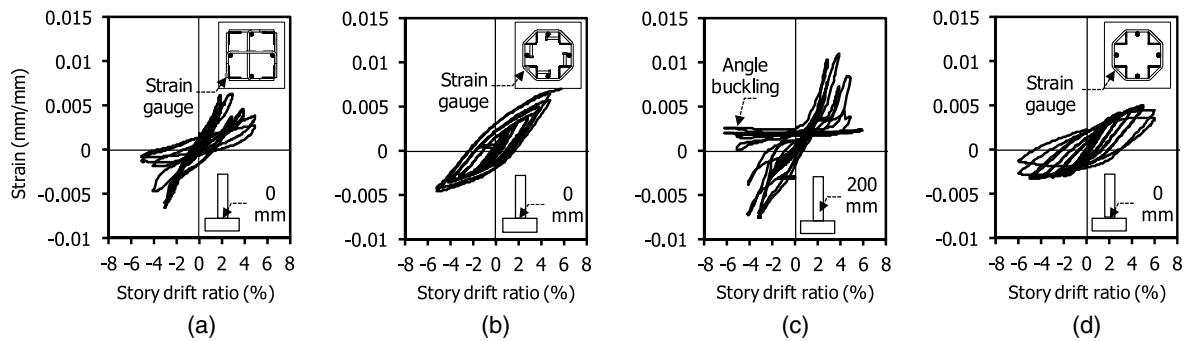 Strain (mm/mm)
0.015
0.01
0.005
0
-0.005
-0.01
Strain
gauge
0
mm
-8 -6 -4 -2 0 2 4 6 8
Story drift ratio (%)
(a)
0.015
0.01
0.005
0
-0.005
-0.01
Strain
gauge
0
mm
-8 -6 -4 -2 0 2 4 6 8
Story drift ratio (%)
(b)
0.015
0.01
0.005
0
-0.005
-0.01
Angle
buckling
200
mm
-8 -6 -4 -2 0 2 4 6 8
Story drift ratio (%)
(c)
0.015
0.01
0.005
0
-0.005
-0.01
Strain
gauge
0
mm
-8 -6 -4 -2 0 2 4 6 8
Story drift ratio (%)
(d)